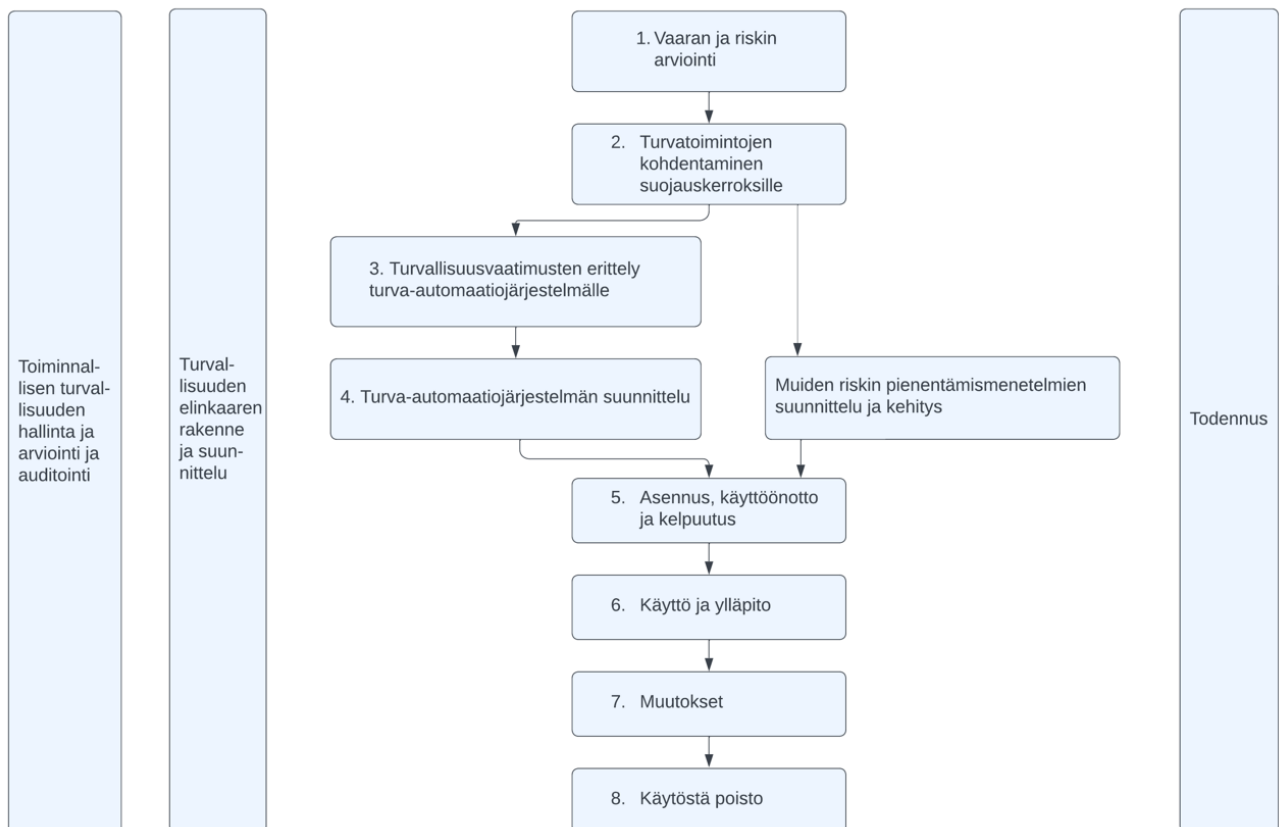 1. Vaaran ja riskin
arviointi
2. Turvatoimintojen
kohdentaminen
suojauskerroksille
3. Turvallisuusvaatimusten erittely
turva-automaatiojärjestelmälle
4. Turva-automaatiojärjestelmän suunnittelu
Muiden riskin pienentämismenetelmien
suunnittelu ja kehitys
5. Asennus, käyttöönotto
ja kelpuutus
6. Käyttö ja ylläpito
7. Muutokset
8. Käytöstä poisto
Toiminnal-
lisen turval-
lisuuden
hallinta ja
arviointi ja
auditointi
Turval-
lisuuden
elinkaaren
rakenne
ja suun-
nittelu
Todennus